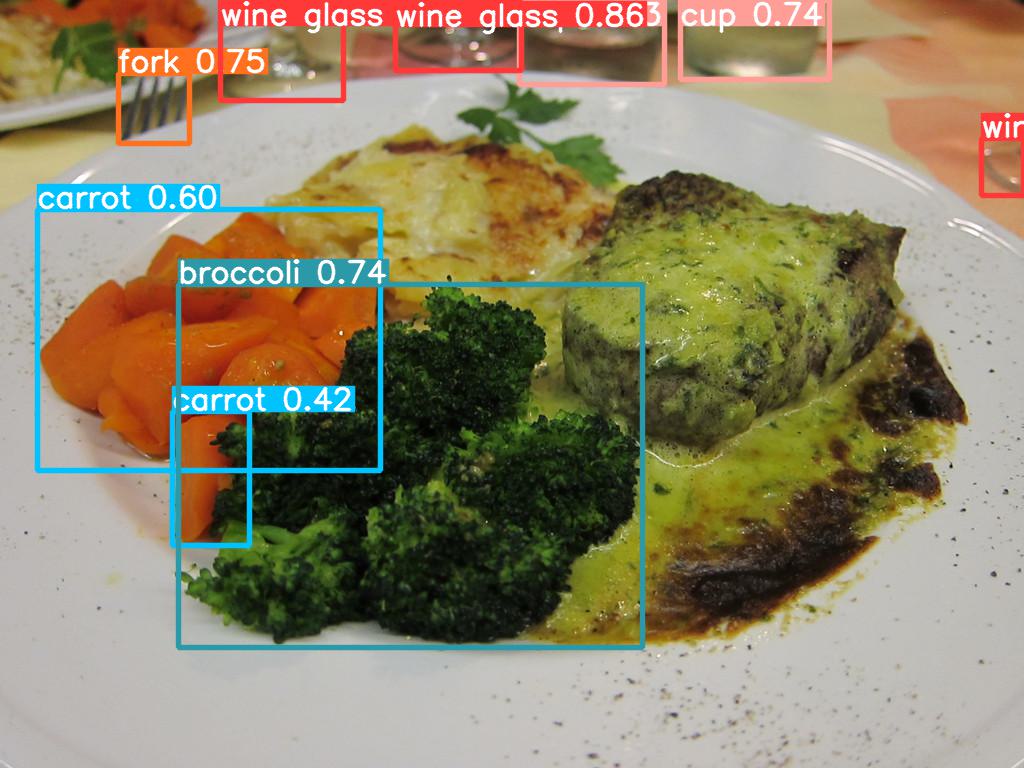 wine glass
wine glass 0.863
cup 0.74
fork 0.75
win
carrot 0.60
broccoli 0.74
carrot 0.42